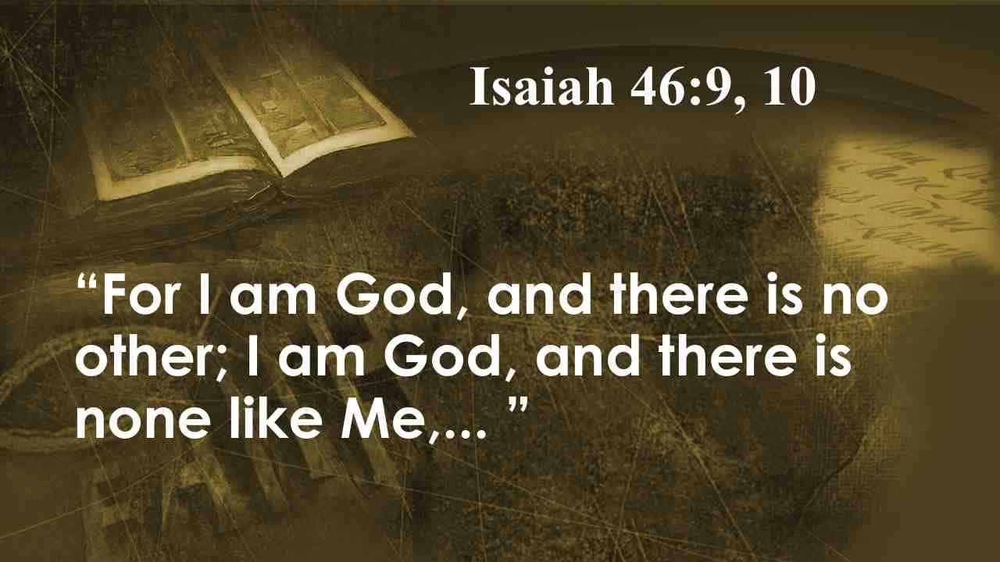 Isaiah 46:9, 10
“For I am God, and there is no
other; I am God, and there is
none like Me,... ”